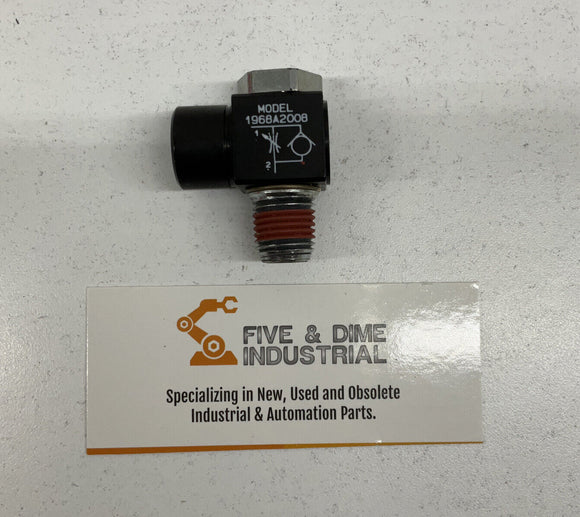 MODEL
1968A2008
1
2
FIVE & DIME
INDUSTRIAL
Specializing in New, Used and Obsolete
Industrial & Automation Parts.